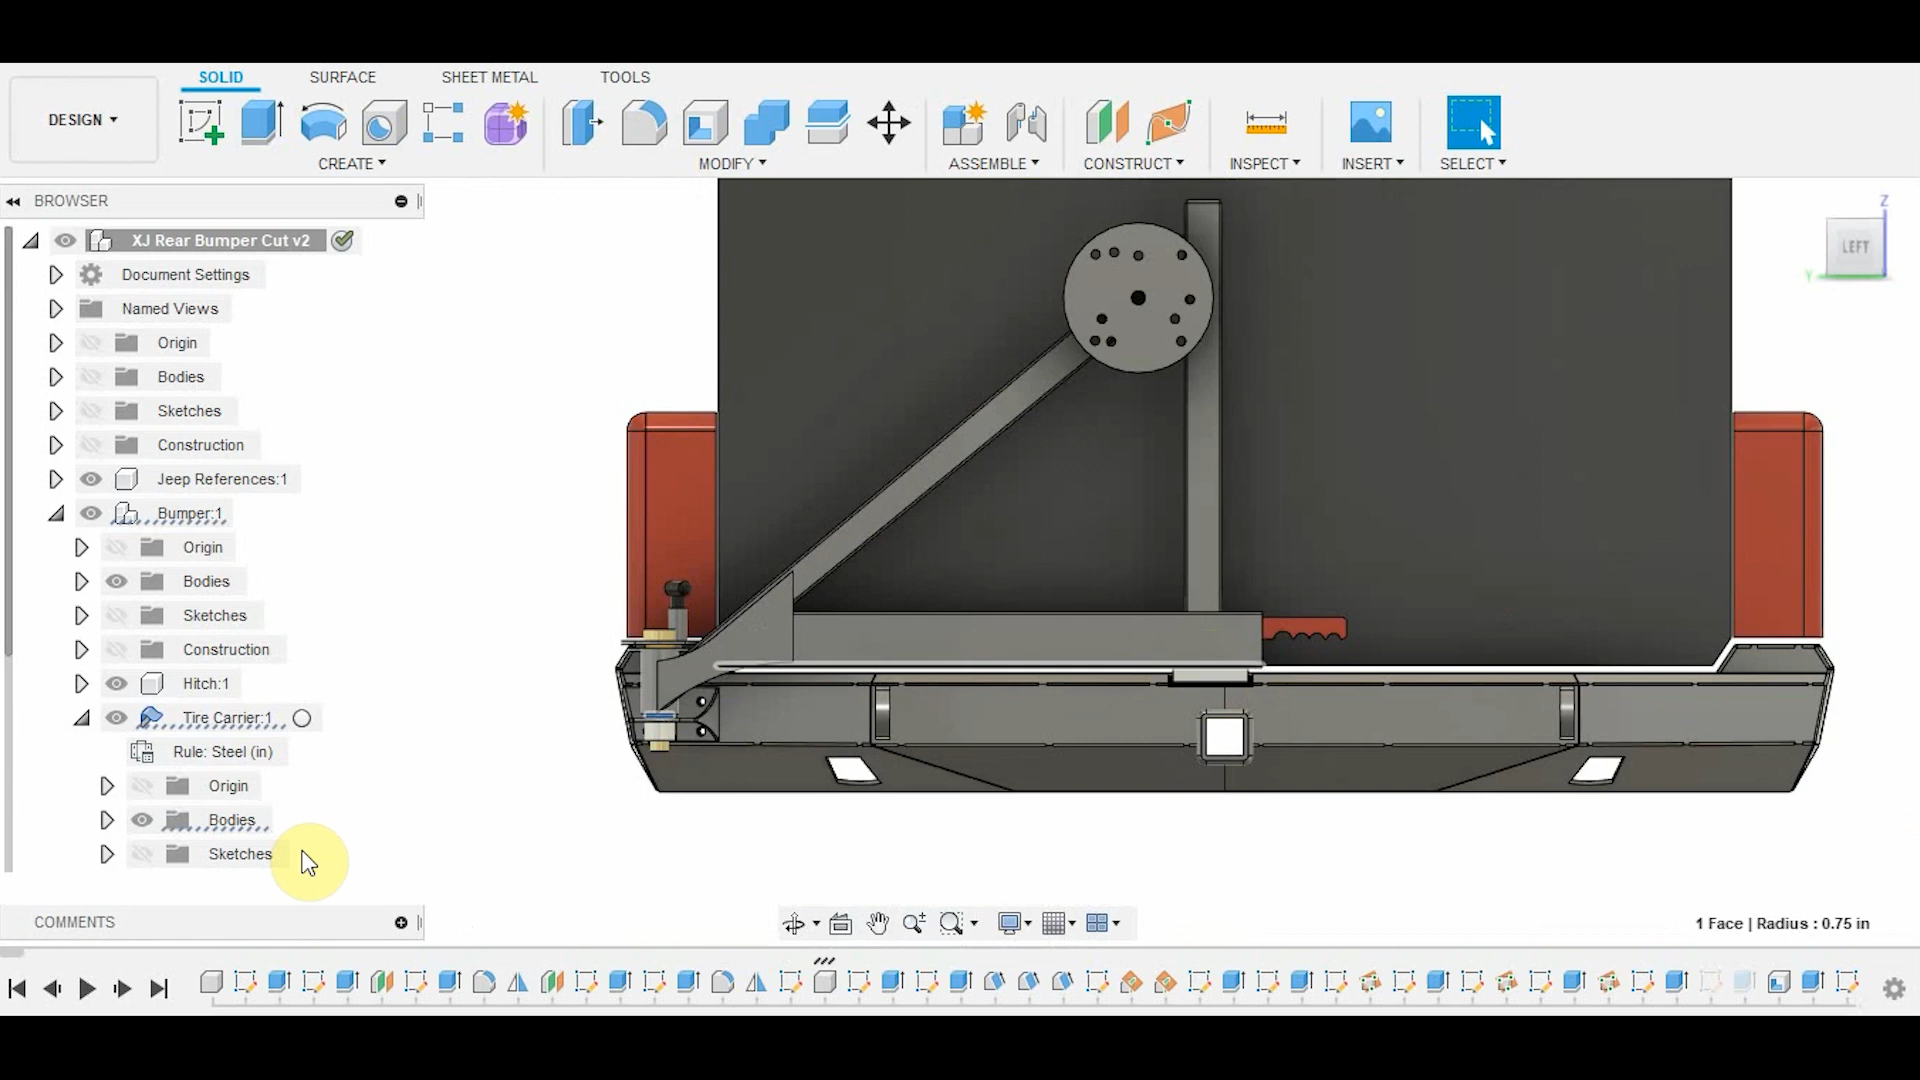 SOLID SURFACE SHEET METAL TOOLS
DESIGN
CREATE MODIFY ASSEMBLE CONSTRUCT INSPECT INSERT SELECT
BROWSER
XJ Rear Bumper Cut v2
Document Settings
Named Views
Origin
Bodies
Sketches
Construction
Jeep References:1
Bumper:1
Origin
Bodies
Sketches
Construction
Hitch:1
Tire Carrier:1
Rule: Steel (in)
Origin
Bodies
Sketches
Z
LEFT
Y
COMMENTS
1 Face | Radius : 0.75 in